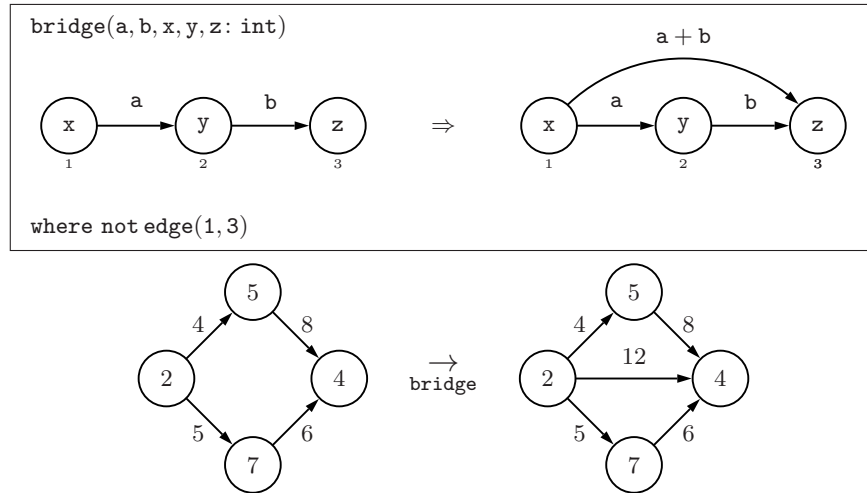 bridge(a, b, x, y, z: int)
a + b
a b a b
x y z ⇒ x y z
1 2 3 1 2 3
where not edge(1, 3)
5 5
4 8 4 8
2 4 → 2 12 4
bridge
5 6 5 6
7 7